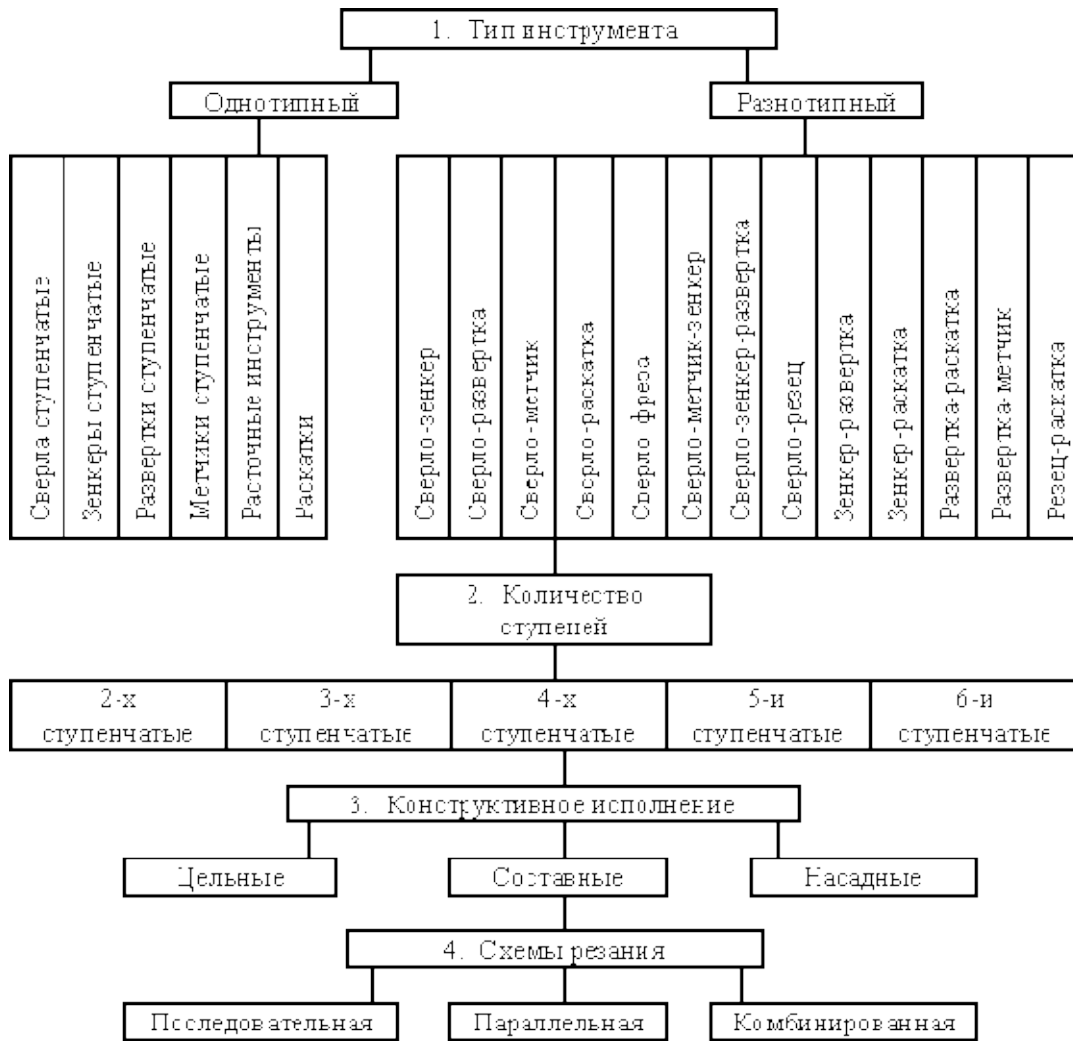 1. Тип инструмента
Однотипный
Разнотипный
Сверла ступенчатые
Зенкеры ступенчатые
Развертки ступенчатые
Метчики ступенчатые
Расточные инструменты
Раскатки
Сверло-зенкер
Сверло-развертка
Сверло-метчик
Сверло-раскатка
Сверло фреза
Сверло-метчик-зенкер
Сверло-зенкер-развертка
Сверло-резец
Зенкер-развертка
Зенкер-раскатка
Развертка-раскатка
Развертка-метчик
Резец-раскатка
2. Количество
ступеней
2-х
ступенчатые
3-х
ступенчатые
4-х
ступенчатые
5-и
ступенчатые
6-и
ступенчатые
3. Конструктивное исполнение
Цельные
Составные
Насадные
4. Схемы резания
Последовательная
Параллельная
Комбинированная